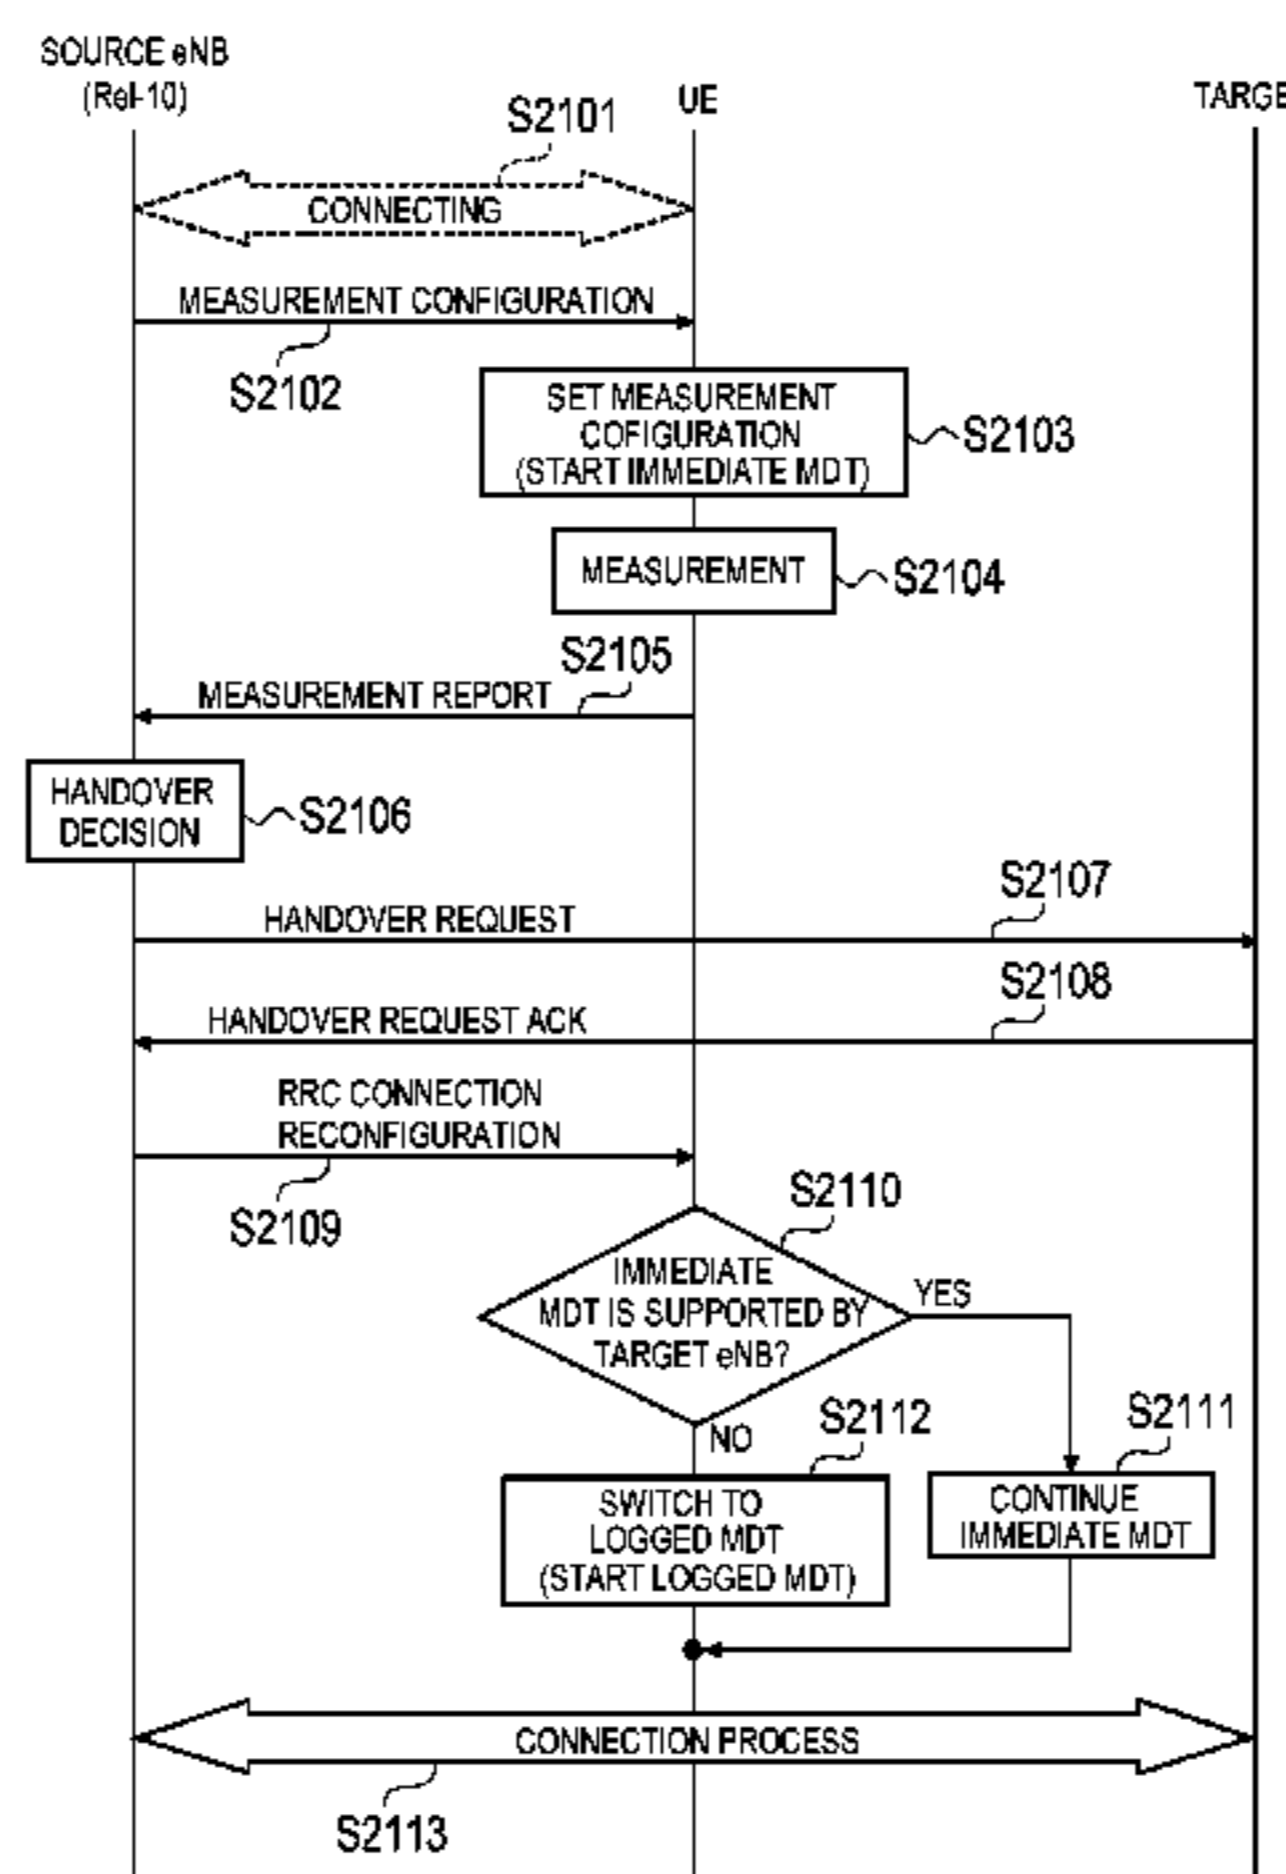 SOURCE eNB
(Rel-10)
UE
TARGE
S2101
CONNECTING
MEASUREMENT CONFIGURATION
S2102
SET MEASUREMENT
COFIGURATION
(START IMMEDIATE MDT)
S2103
MEASUREMENT
S2104
S2105
MEASUREMENT REPORT
HANDOVER
DECISION
S2106
S2107
HANDOVER REQUEST
S2108
HANDOVER REQUEST ACK
RRC CONNECTION
RECONFIGURATION
S2109
S2110
IMMEDIATE
MDT IS SUPPORTED BY
TARGET eNB?
YES
NO
S2112
S2111
SWITCH TO
LOGGED MDT
(START LOGGED MDT)
CONTINUE
IMMEDIATE MDT
CONNECTION PROCESS
S2113